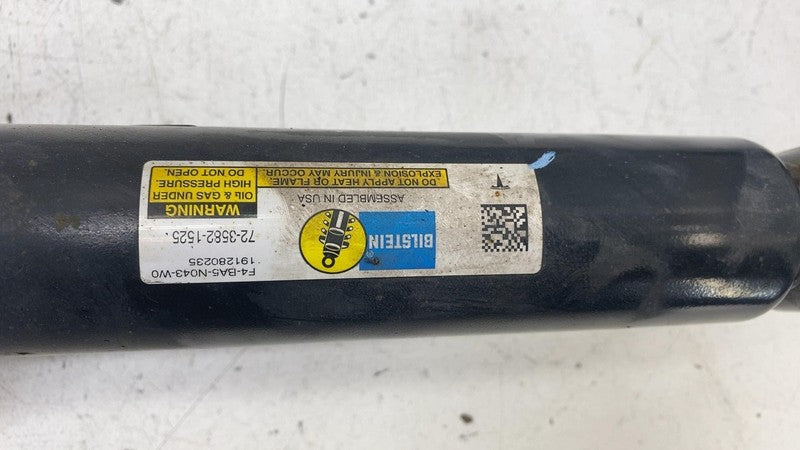 F4-BA5-N043-W0
191280235
72-3582-1525
BILSTEIN®
ASSEMBLED IN USA
WARNING
OIL & GAS UNDER
HIGH PRESSURE.
DO NOT OPEN.
DO NOT APPLY HEAT OR FLAME.
EXPLOSION & INJURY MAY OCCUR.